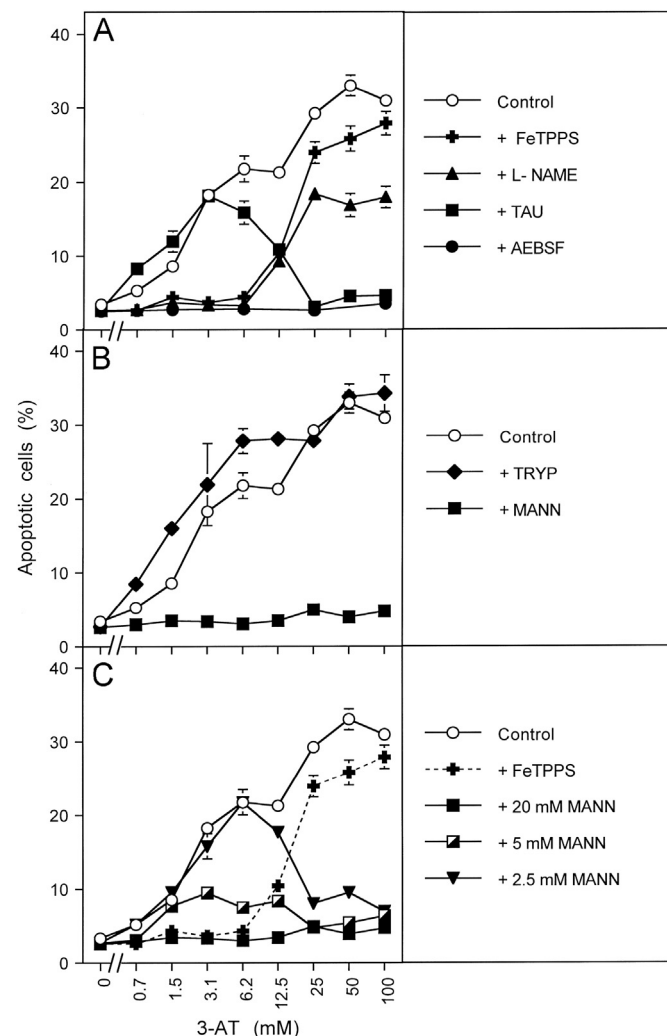 A
40
30
20
10
0
Control
+ FeTPPS
+ L- NAME
+ TAU
+ AEBSF
B
40
30
20
10
0
Control
+ TRYP
+ MANN
Apoptotic cells (%)
C
40
30
20
10
0
Control
+ FeTPPS
+ 20 mM MANN
+ 5 mM MANN
+ 2.5 mM MANN
0 0.7 1.5 3.1 6.2 12.5 25 50 100
3-AT (mM)